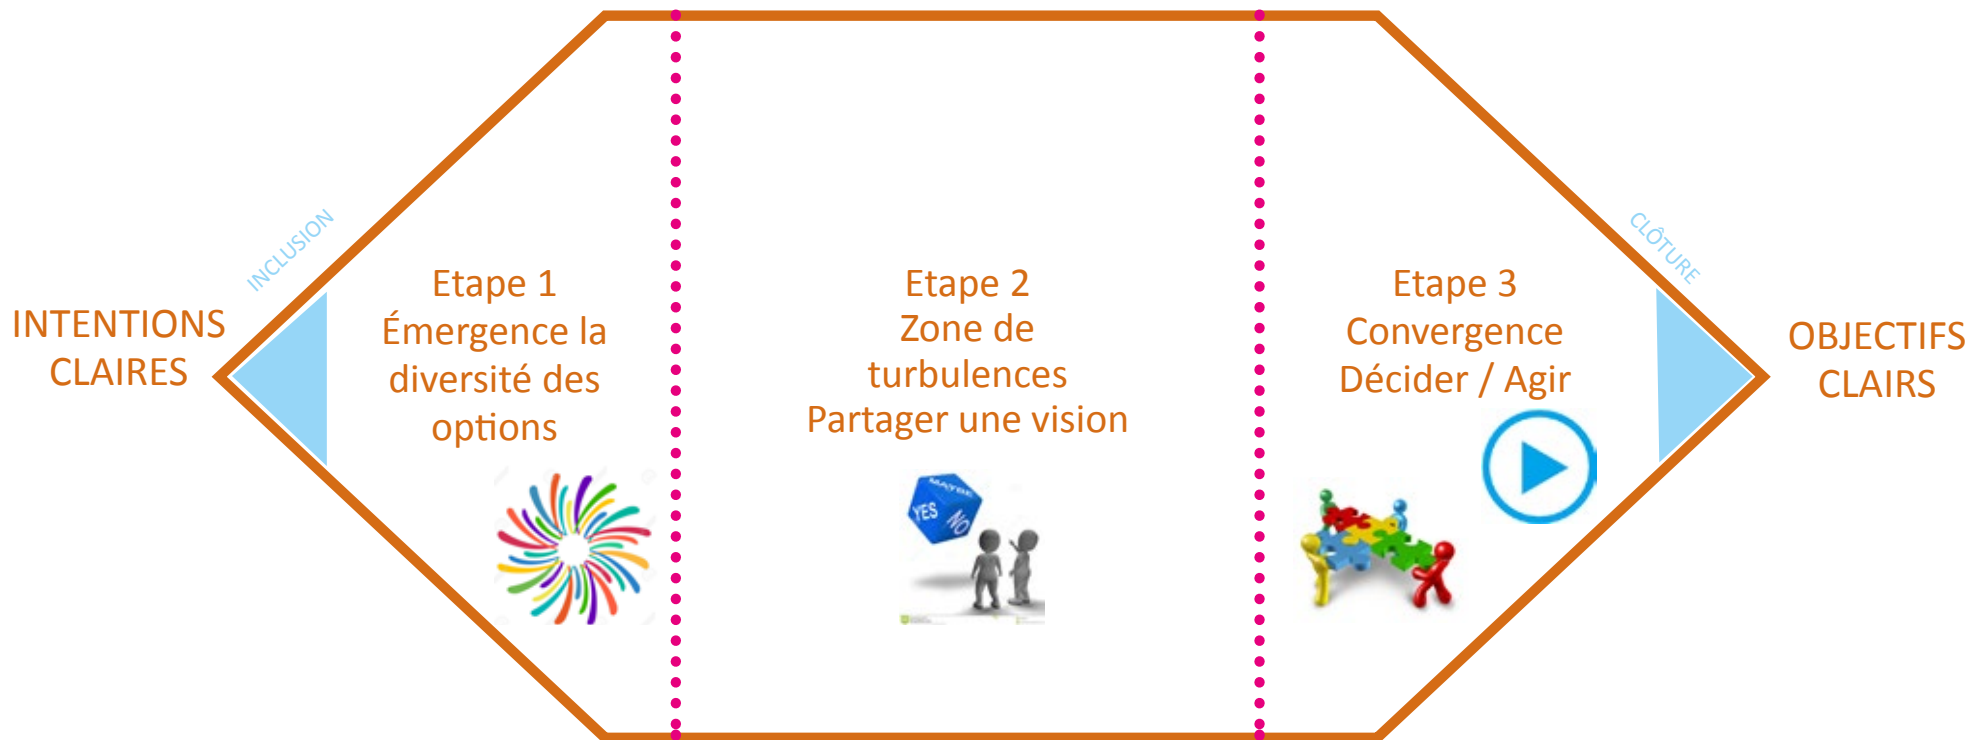 INTENTIONS
CLAIRES
INCLUSION
Etape 1
Émergence la
diversité des
options
Etape 2
Zone de
turbulences
Partager une vision
MAYBE
YES
NO
Etape 3
Convergence
Décider / Agir
CLÔTURE
OBJECTIFS
CLAIRS